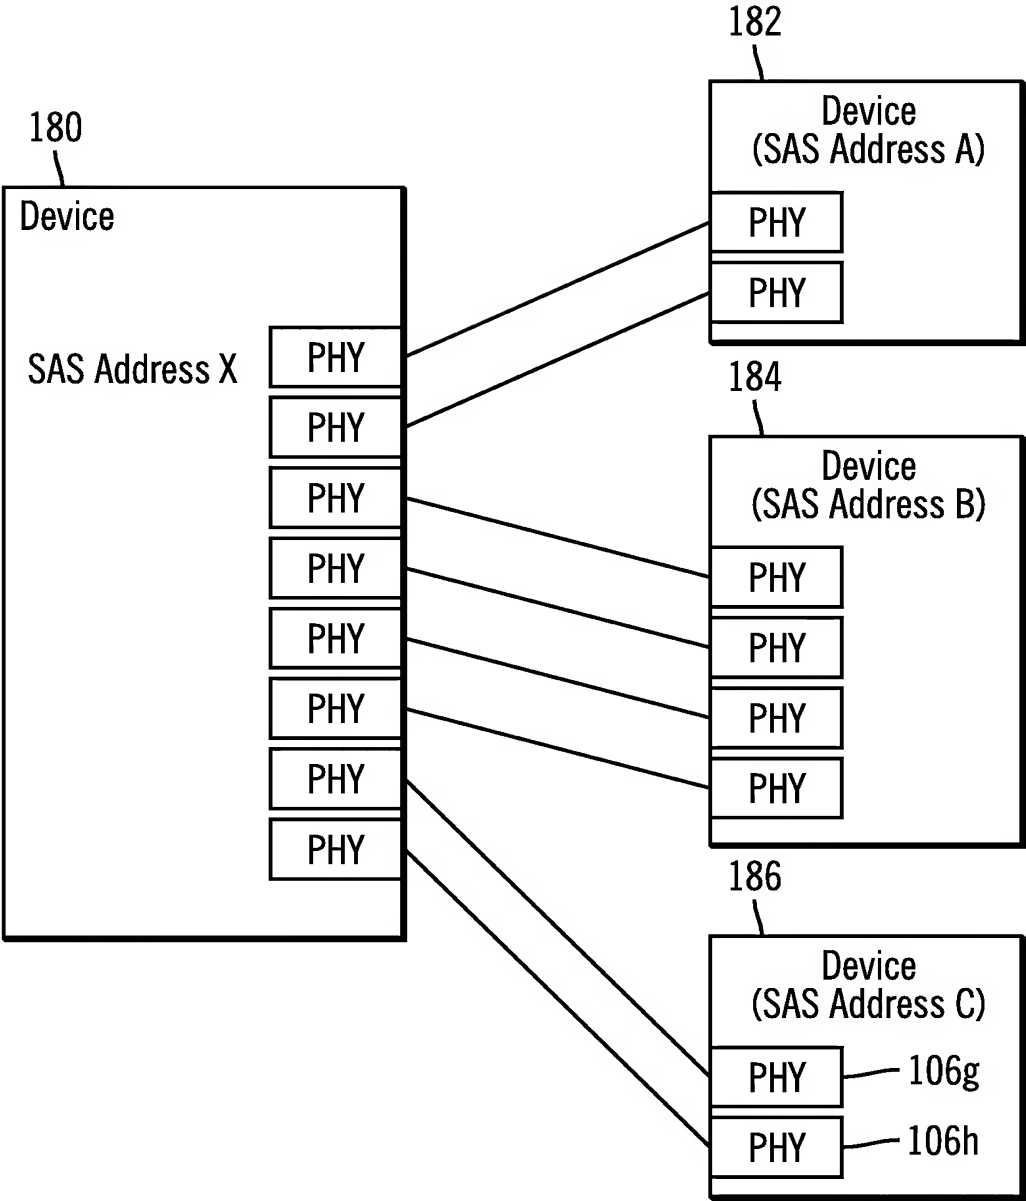 182
Device
(SAS Address A)
PHY
PHY
180
Device
SAS Address X
PHY
PHY
PHY
PHY
PHY
PHY
PHY
PHY
184
Device
(SAS Address B)
PHY
PHY
PHY
PHY
186
Device
(SAS Address C)
PHY
106g
PHY
106h